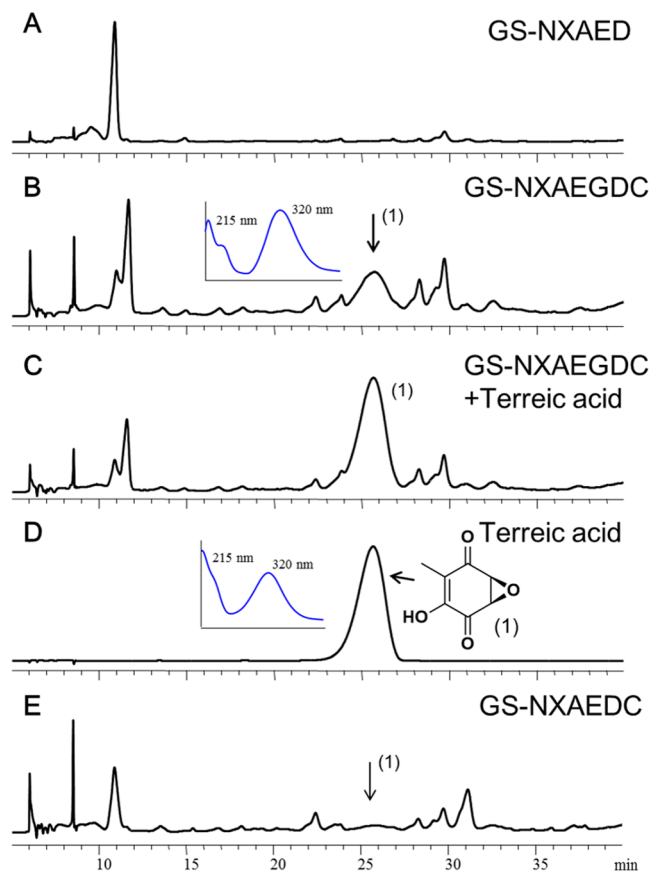 A
GS-NXAED
B
GS-NXAEGDC
215 nm
320 nm
(1)
C
GS-NXAEGDC
+Terreic acid
(1)
D
Terreic acid
215 nm
320 nm
O
O
HO
O
(1)
E
GS-NXAEDC
(1)
10 15 20 25 30 35 min